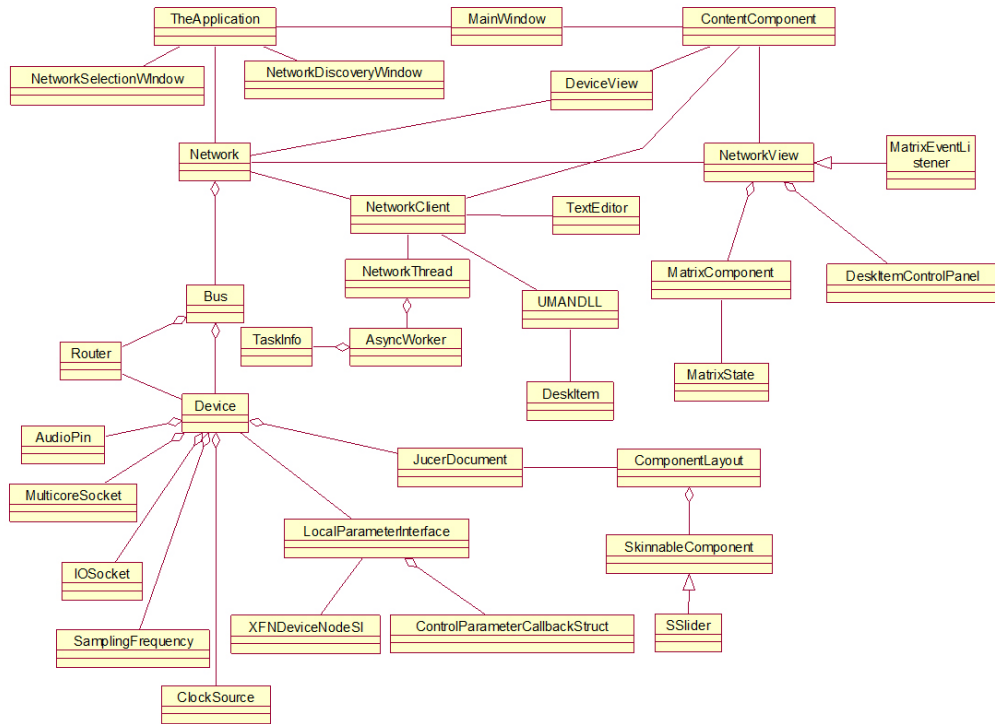 TheApplication
MainWindow
ContentComponent
NetworkSelectionWIndow
NetworkDiscoveryWindow
DeviceView
Network
NetworkView
MatrixEventLi
stener
NetworkClient
TextEditor
NetworkThread
MatrixComponent
DeskItemControlPanel
Bus
UMANDLL
TaskInfo
AsyncWorker
Router
MatrixState
DeskItem
Device
AudioPin
JucerDocument
ComponentLayout
MulticoreSocket
LocalParameterInterface
SkinnableComponent
IOSocket
XFNDeviceNodeSI
ControlParameterCallbackStruct
SSlider
SamplingFrequency
ClockSource